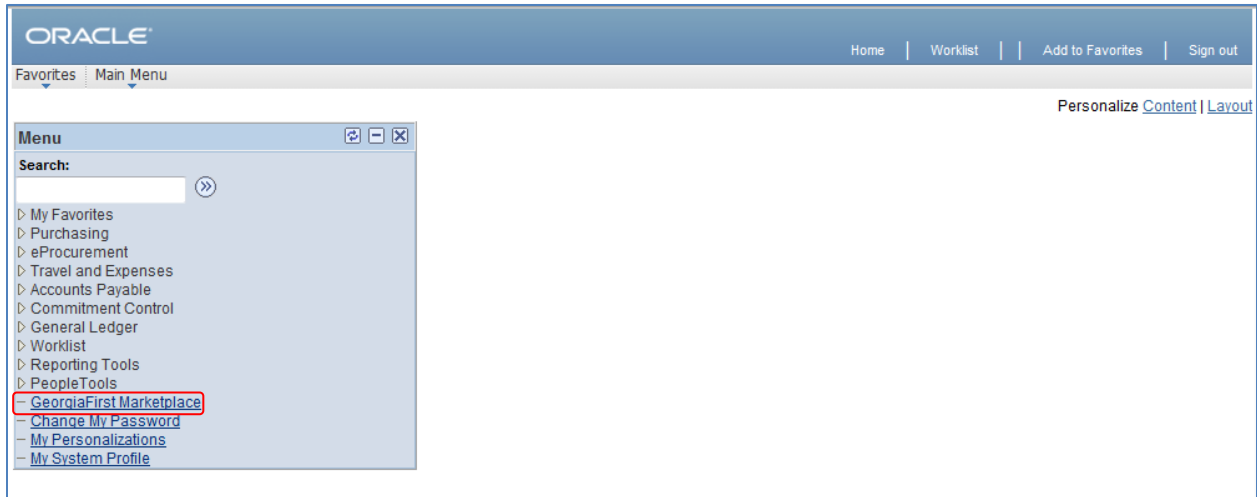 ORACLE
Home | Worklist | | Add to Favorites | Sign out
Favorites Main Menu
Personalize Content | Layout
Menu
Search:
My Favorites
Purchasing
eProcurement
Travel and Expenses
Accounts Payable
Commitment Control
General Ledger
Worklist
Reporting Tools
PeopleTools
GeorgiaFirst Marketplace
Change My Password
My Personalizations
My System Profile